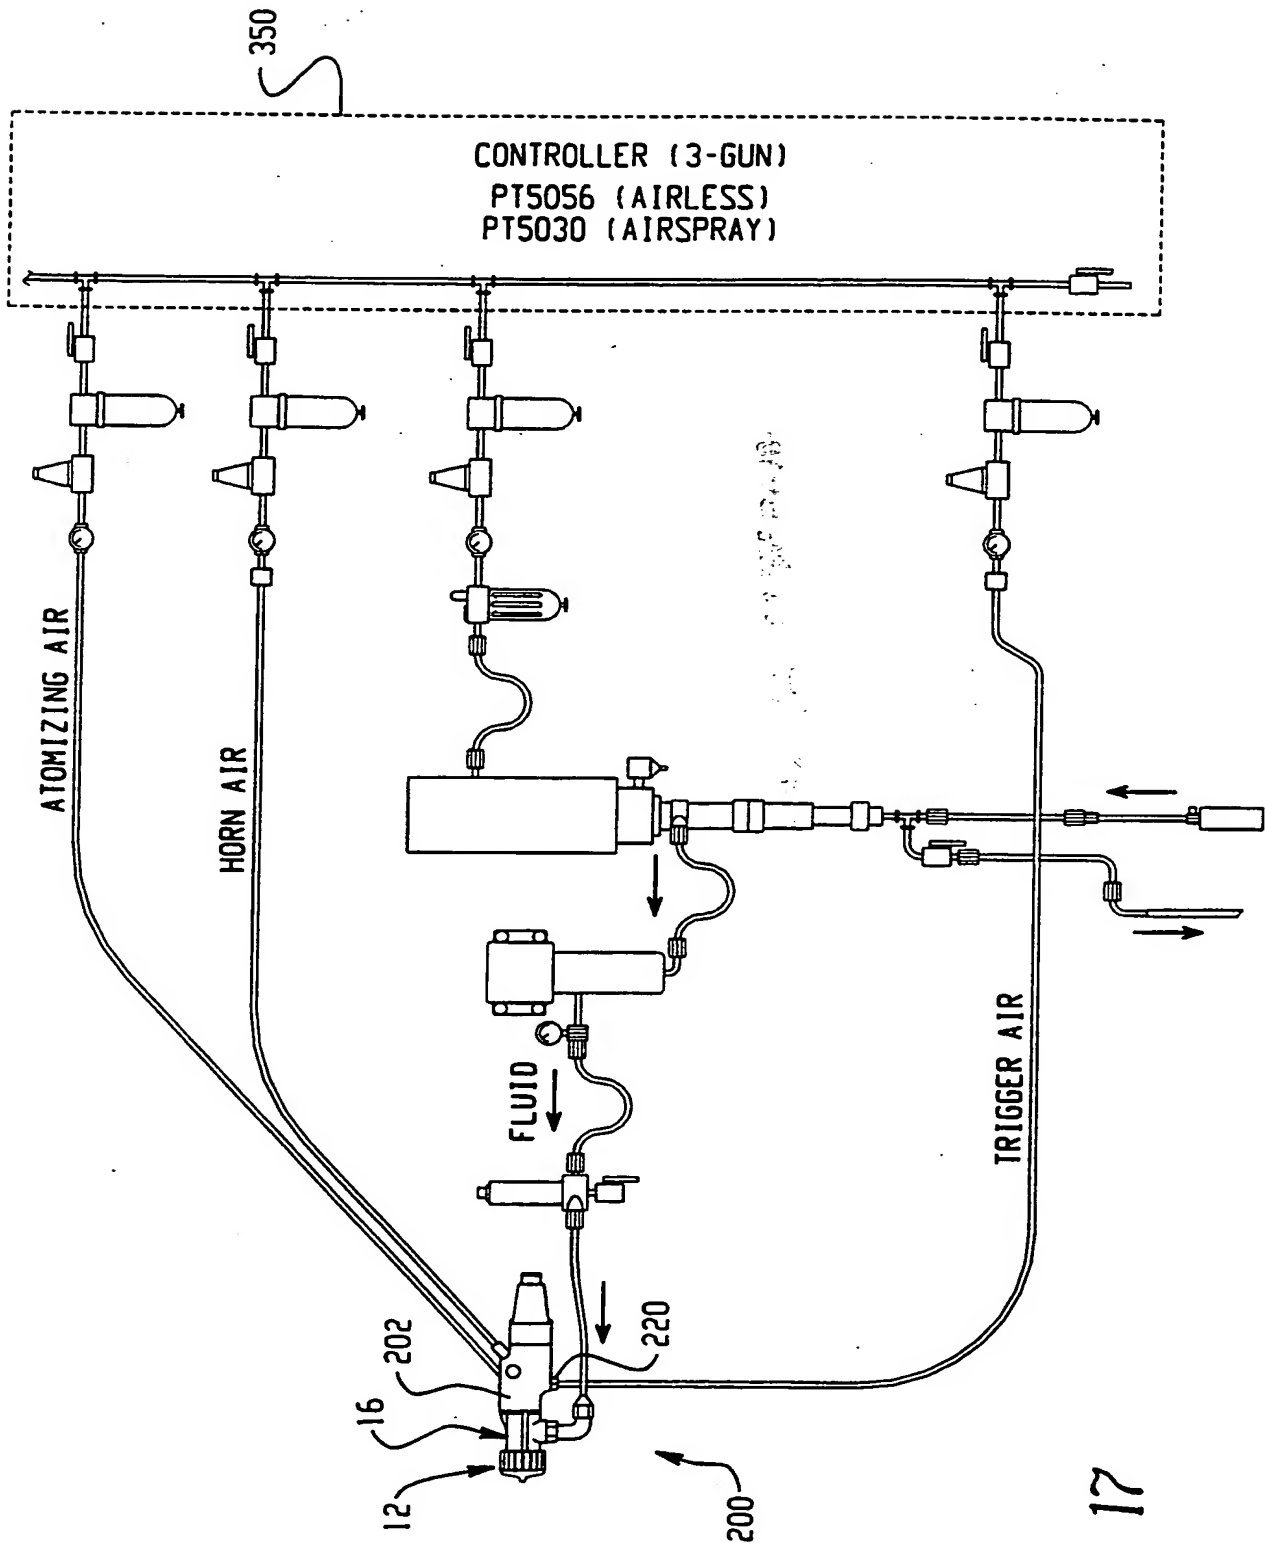 350
CONTROLLER (3-GUN)
PT5056 (AIRLESS)
PT5030 (AIRSPRAY)
ATOMIZING AIR
HORN AIR
FLUID
TRIGGER AIR
202
16
12
220
200
17